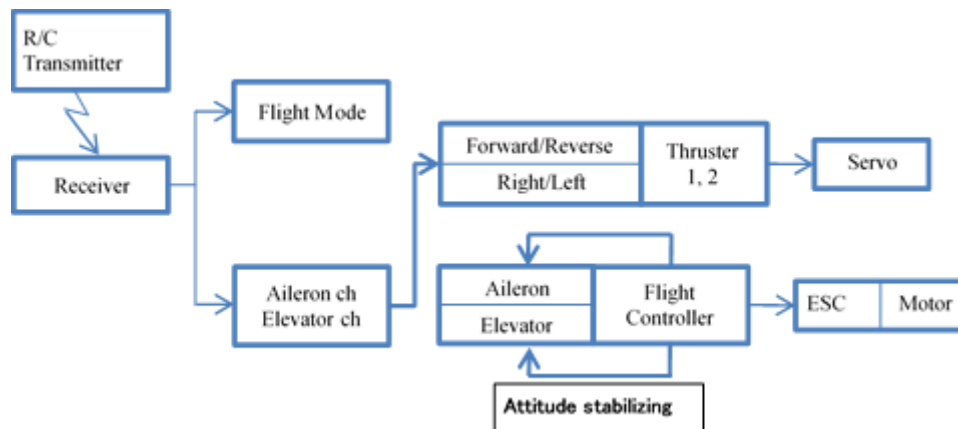 R/C
Transmitter
Flight Mode
Receiver
Forward/Reverse
Right/Left
Thruster
1, 2
Servo
Aileron ch
Elevator ch
Aileron
Elevator
Flight
Controller
ESC
Motor
Attitude stabilizing